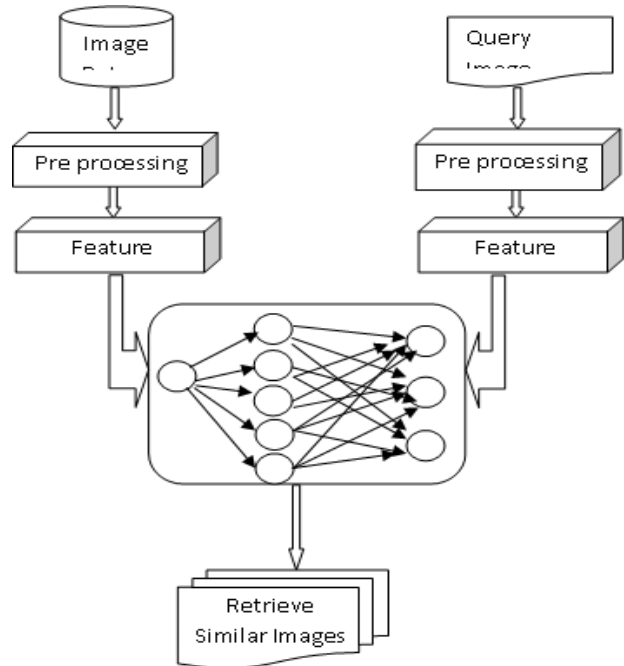 Image
Query
Pre processing
Pre processing
Feature
Feature
Retrieve
Similar Images